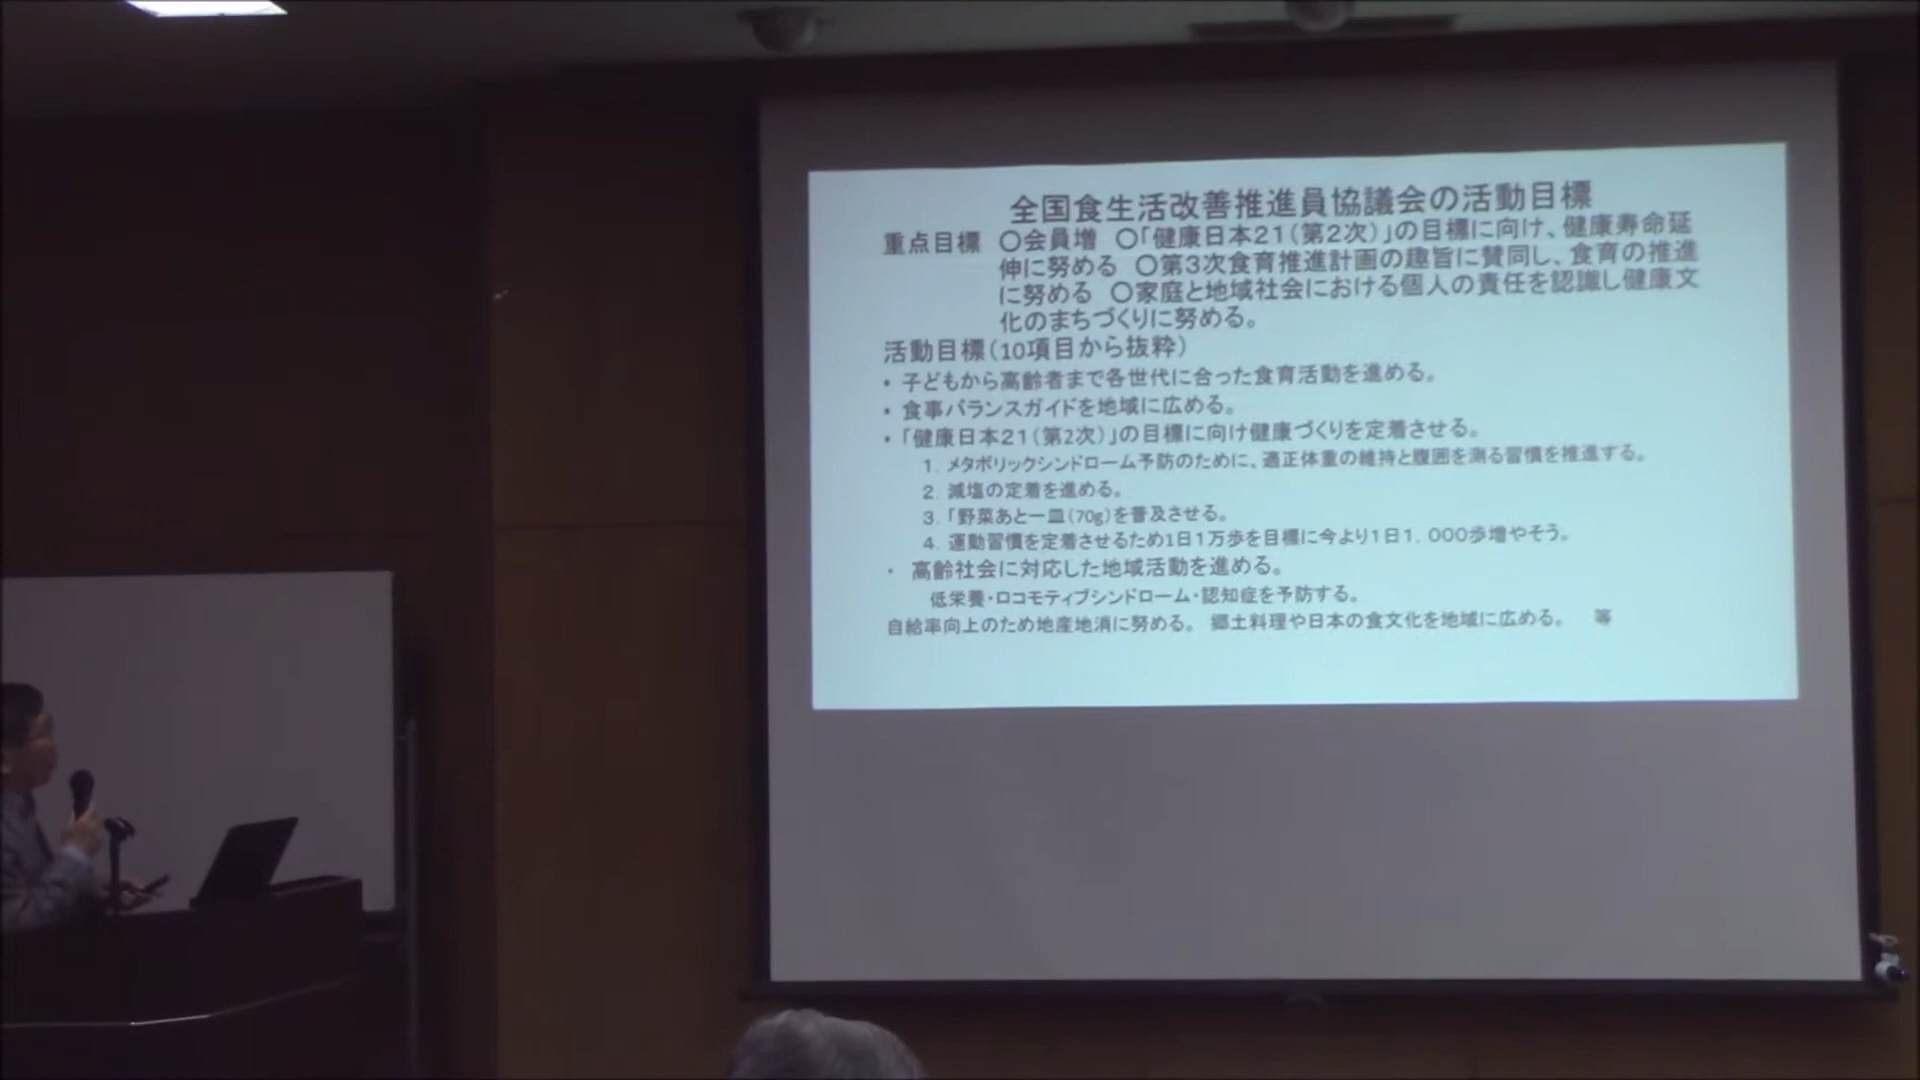 全国食生活改善推進員協議会の活動目標
重点目標 〇会員増 〇「健康日本21(第2次)」の目標に向け、健康寿命延
伸に努める 〇第3次食育推進計画の趣旨に賛同し、食育の推進
に努める 〇家庭と地域社会における個人の責任を認識し健康文
化のまちづくりに努める。
活動目標(10項目から抜粋)
・子どもから高齢者まで各世代に合った食育活動を進める。
・食事バランスガイドを地域に広める。
・「健康日本21(第2次)」の目標に向け健康づくりを定着させる。
1. メタボリックシンドローム予防のために、適正体重の維持と腹囲を測る習慣を推進する。
2. 減塩の定着を進める。
3. 「野菜あと一皿(70g)を普及させる。
4. 運動習慣を定着させるため1日1万歩を目標に今より1日1,000歩増やそう。
・ 高齢社会に対応した地域活動を進める。
低栄養・ロコモティブシンドローム・認知症を予防する。
自給率向上のため地産地消に努める。 郷土料理や日本の食文化を地域に広める。 等